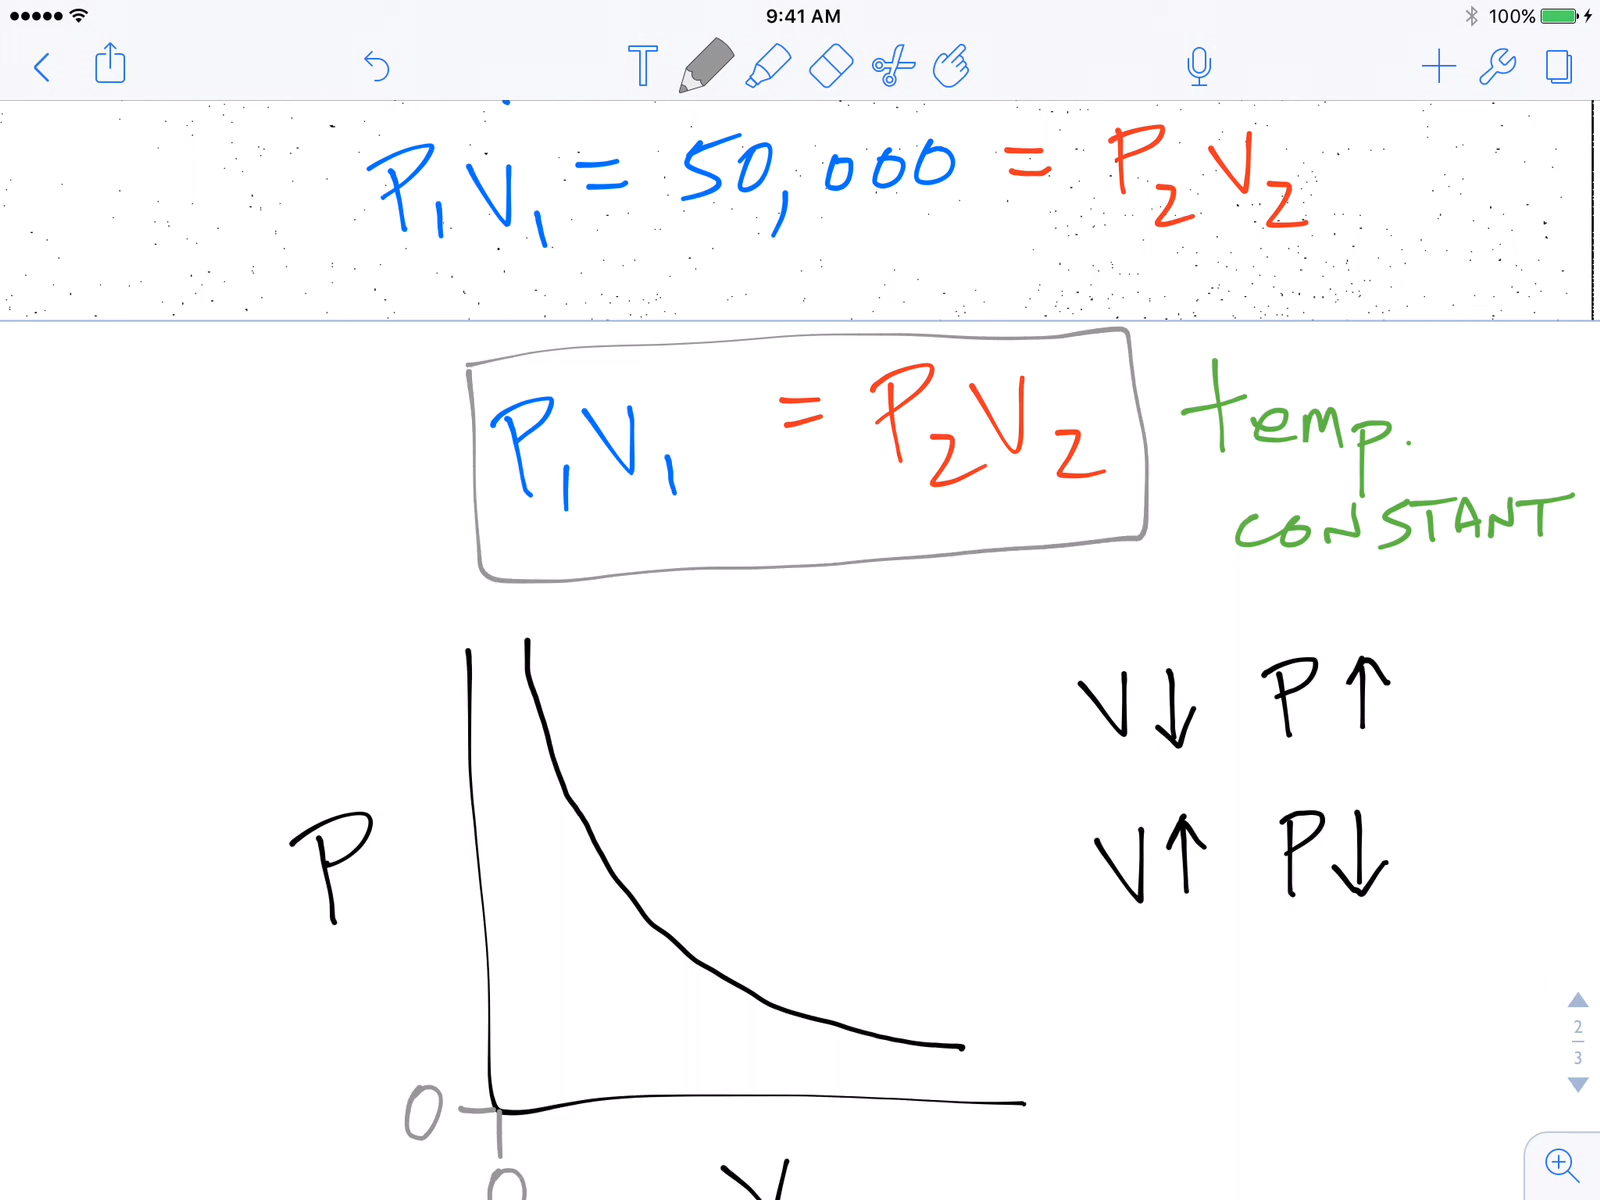 9:41 AM 100%
T
P₁V₁ = 50,000 = P₂V₂
P₁V₁ = P₂V₂
temp.
CONSTANT
V↓ P↑
P
V↑ P↓
2
3
0
0
V